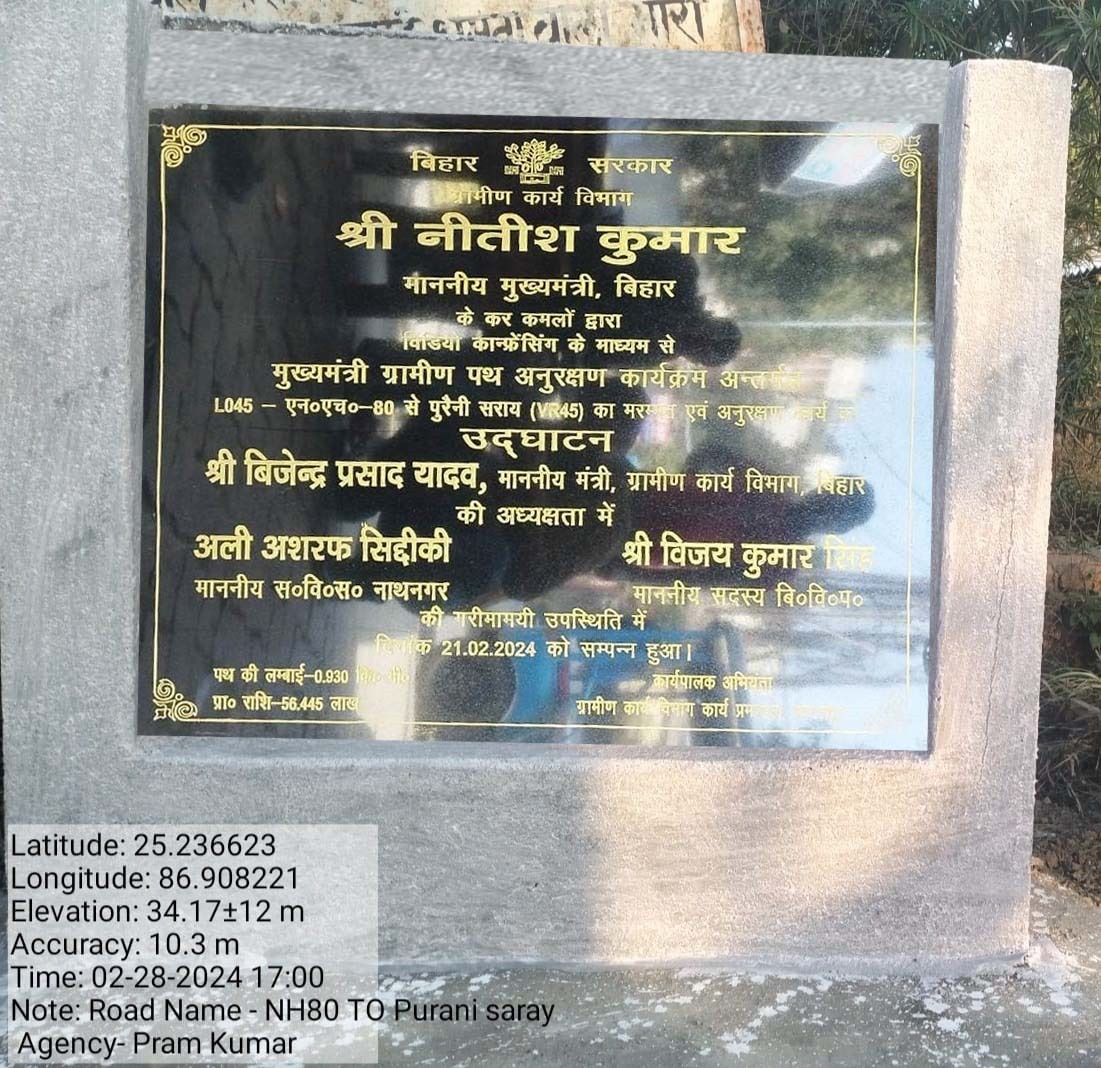 वाली आरा
बिहार सरकार
ग्रामीण कार्य विभाग
श्री नीतीश कुमार
माननीय मुख्यमंत्री, बिहार
के कर कमलों द्वारा
विडियो कान्फ्रेंसिंग के माध्यम से
मुख्यमंत्री ग्रामीण पथ अनुरक्षण कार्यक्रम अन्तर्गत
L045 – एन०एच०–80 से पुरैनी सराय (VR45) का मरम्मत एवं अनुरक्षण कार्य का
उद्घाटन
श्री बिजेन्द्र प्रसाद यादव, माननीय मंत्री, ग्रामीण कार्य विभाग, बिहार
की अध्यक्षता में
अली अशरफ सिद्दीकी श्री विजय कुमार सिंह
माननीय स०वि०स० नाथनगर माननीय सदस्य बि०वि०प०
की गरीमामयी उपस्थिति में
दिनांक 21.02.2024 को सम्पन्न हुआ।
पथ की लम्बाई–0.930 कि० मी० कार्यपालक अभियंता
प्रा० राशि–56.445 लाख ग्रामीण कार्य विभाग कार्य
Latitude: 25.236623
Longitude: 86.908221
Elevation: 34.17±12 m
Accuracy: 10.3 m
Time: 02-28-2024 17:00
Note: Road Name - NH80 TO Purani saray
Agency- Pram Kumar